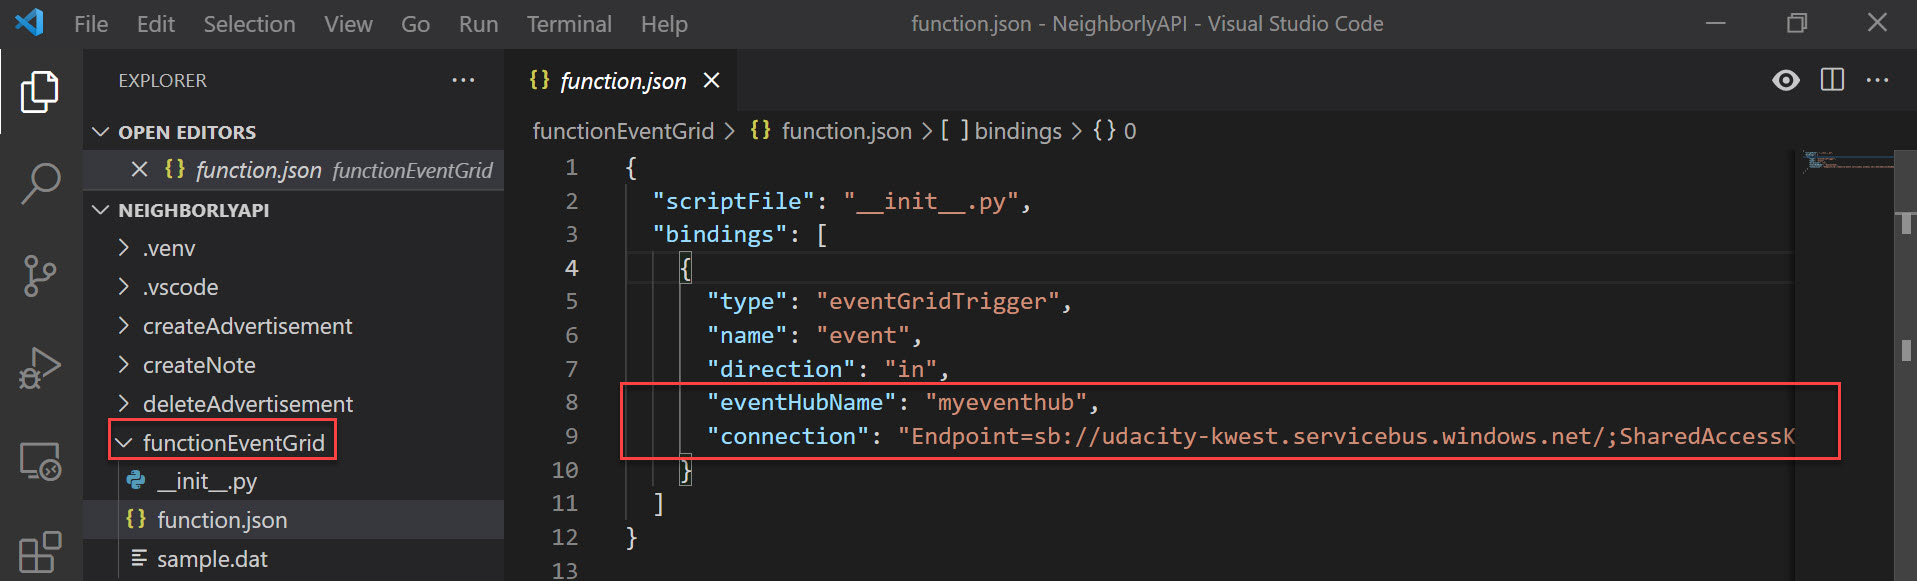 File Edit Selection View Go Run Terminal Help function.json - NeighborlyAPI - Visual Studio Code
EXPLORER
OPEN EDITORS
function.json functionEventGrid
NEIGHBORLYAPI
.venv
.vscode
createAdvertisement
createNote
deleteAdvertisement
functionEventGrid
__init__.py
{} function.json
sample.dat
{} function.json
functionEventGrid > {} function.json > [ ] bindings > {} 0
1 {
2 "scriptFile": "__init__.py",
3 "bindings": [
4 {
5 "type": "eventGridTrigger",
6 "name": "event",
7 "direction": "in",
8 "eventHubName": "myeventhub",
9 "connection": "Endpoint=sb://udacity-kwest.servicebus.windows.net/;SharedAccessK
10 }
11 ]
12 }
13